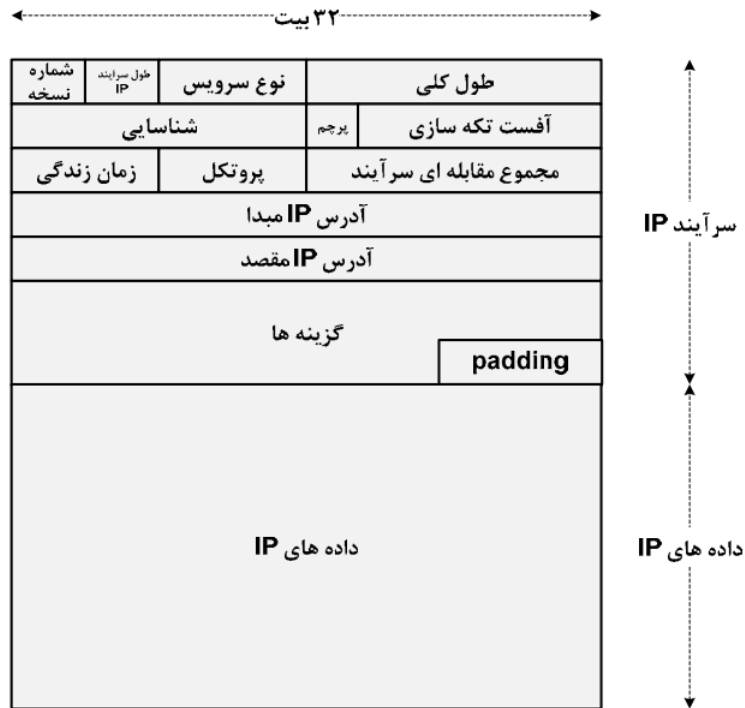 ۳۲ بیت
شماره
نسخه
طول سرایند
IP
نوع سرویس
طول کلی
شناسایی
پرچم
آفست تکه سازی
زمان زندگی
پروتکل
مجموع مقابله ای سرآیند
آدرس IP مبدا
آدرس IP مقصد
گزینه ها
padding
سرآیند IP
داده های IP
داده های IP